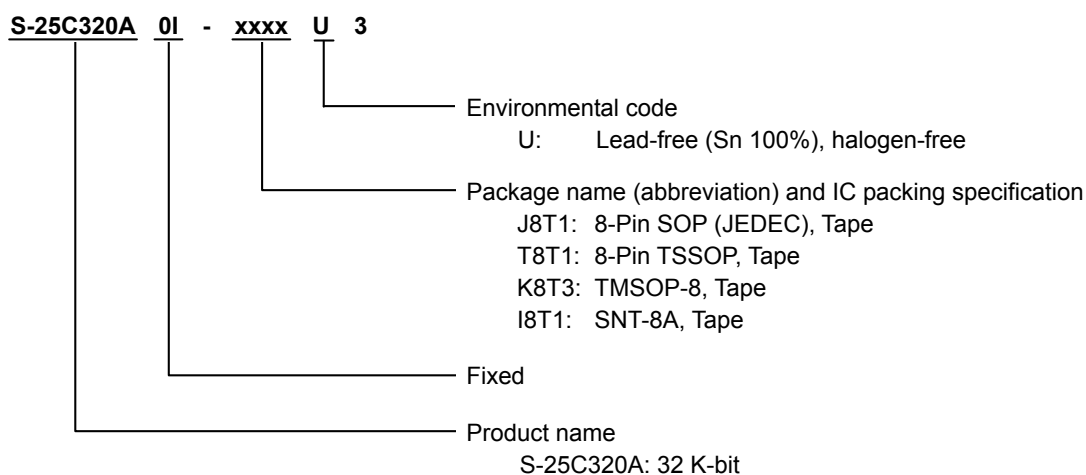 S-25C320A 0I - xxxx U 3
Environmental code
U: Lead-free (Sn 100%), halogen-free
Package name (abbreviation) and IC packing specification
J8T1: 8-Pin SOP (JEDEC), Tape
T8T1: 8-Pin TSSOP, Tape
K8T3: TMSOP-8, Tape
I8T1: SNT-8A, Tape
Fixed
Product name
S-25C320A: 32 K-bit